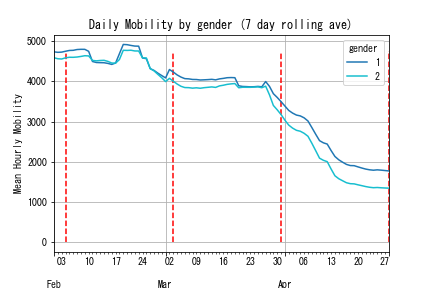 Daily Mobility by gender (7 day rolling ave)
5000
4000
3000
2000
1000
0
Mean Hourly Mobility
gender
1
2
03 10 17 24 02 09 16 23 30 06 13 20 27
Feb Mar Apr